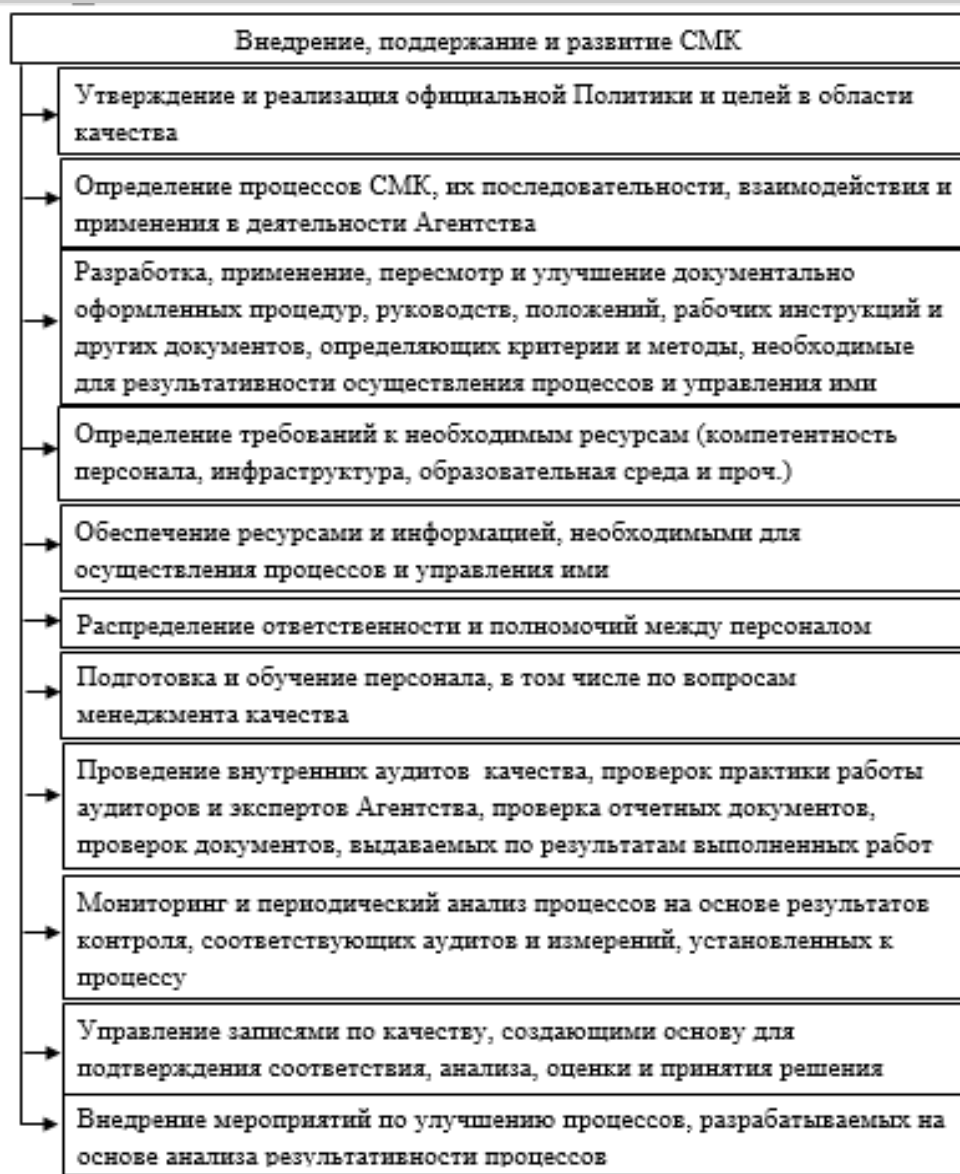 Внедрение, поддержание и развитие СМК
Утверждение и реализация официальной Политики и целей в области
качества
Определение процессов СМК, их последовательности, взаимодействия и
применения в деятельности Агентства
Разработка, применение, пересмотр и улучшение документально
оформленных процедур, руководств, положений, рабочих инструкций и
других документов, определяющих критерии и методы, необходимые
для результативности осуществления процессов и управления ими
Определение требований к необходимым ресурсам (компетентность
персонала, инфраструктура, образовательная среда и проч.)
Обеспечение ресурсами и информацией, необходимыми для
осуществления процессов и управления ими
Распределение ответственности и полномочий между персоналом
Подготовка и обучение персонала, в том числе по вопросам
менеджмента качества
Проведение внутренних аудитов качества, проверок практики работы
аудиторов и экспертов Агентства, проверка отчетных документов,
проверок документов, выдаваемых по результатам выполненных работ
Мониторинг и периодический анализ процессов на основе результатов
контроля, соответствующих аудитов и измерений, установленных к
процессу
Управление записями по качеству, создающими основу для
подтверждения соответствия, анализа, оценки и принятия решения
Внедрение мероприятий по улучшению процессов, разрабатываемых на
основе анализа результативности процессов